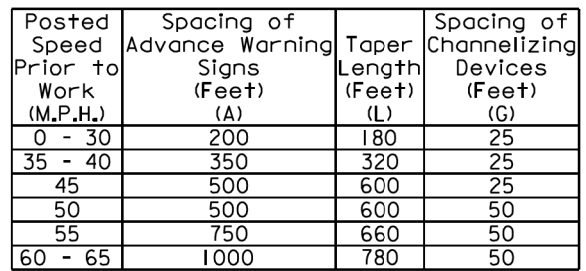 Posted Speed Prior to Work (M.P.H.) | Spacing of Advance Warning Signs (Feet) (A) | Taper Length (Feet) (L) | Spacing of Channelizing Devices (Feet) (G)
0 - 30 | 200 | 180 | 25
35 - 40 | 350 | 320 | 25
45 | 500 | 600 | 25
50 | 500 | 600 | 50
55 | 750 | 660 | 50
60 - 65 | 1000 | 780 | 50